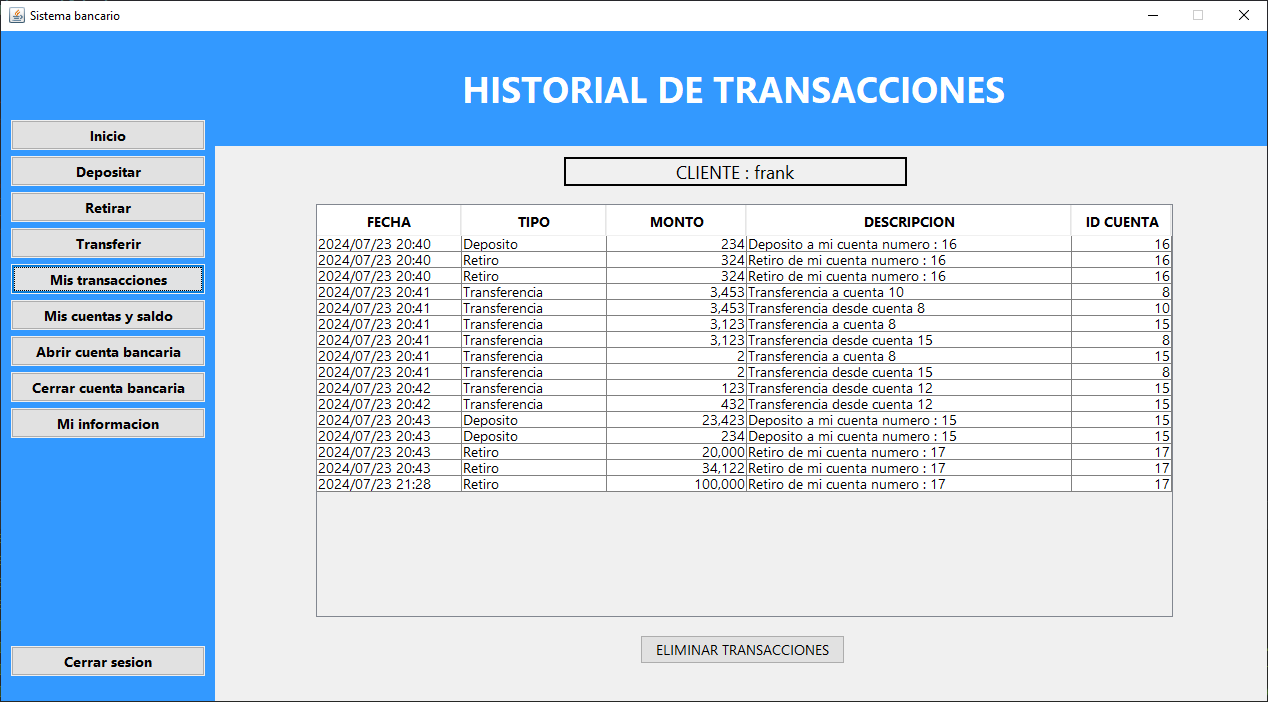 Sistema bancario
HISTORIAL DE TRANSACCIONES
Inicio
Depositar
Retirar
Transferir
Mis transacciones
Mis cuentas y saldo
Abrir cuenta bancaria
Cerrar cuenta bancaria
Mi informacion
Cerrar sesion
CLIENTE : frank
FECHA TIPO MONTO DESCRIPCION ID CUENTA
2024/07/23 20:40 Deposito 234 Deposito a mi cuenta numero : 16 16
2024/07/23 20:40 Retiro 324 Retiro de mi cuenta numero : 16 16
2024/07/23 20:40 Retiro 324 Retiro de mi cuenta numero : 16 16
2024/07/23 20:41 Transferencia 3,453 Transferencia a cuenta 10 8
2024/07/23 20:41 Transferencia 3,453 Transferencia desde cuenta 8 10
2024/07/23 20:41 Transferencia 3,123 Transferencia a cuenta 8 15
2024/07/23 20:41 Transferencia 3,123 Transferencia desde cuenta 15 8
2024/07/23 20:41 Transferencia 2 Transferencia a cuenta 8 15
2024/07/23 20:41 Transferencia 2 Transferencia desde cuenta 15 8
2024/07/23 20:42 Transferencia 123 Transferencia desde cuenta 12 15
2024/07/23 20:42 Transferencia 432 Transferencia desde cuenta 12 15
2024/07/23 20:43 Deposito 23,423 Deposito a mi cuenta numero : 15 15
2024/07/23 20:43 Deposito 234 Deposito a mi cuenta numero : 15 15
2024/07/23 20:43 Retiro 20,000 Retiro de mi cuenta numero : 17 17
2024/07/23 20:43 Retiro 34,122 Retiro de mi cuenta numero : 17 17
2024/07/23 21:28 Retiro 100,000 Retiro de mi cuenta numero : 17 17
ELIMINAR TRANSACCIONES